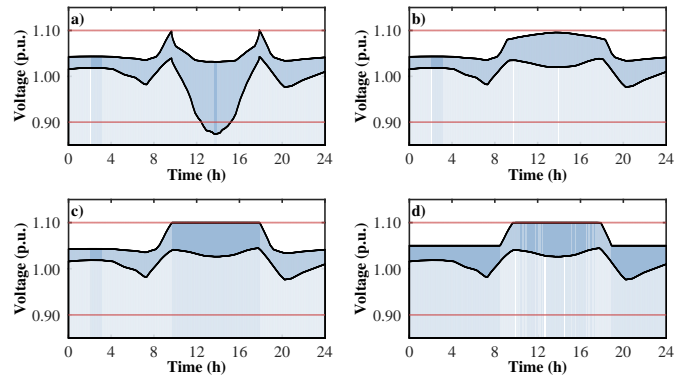 a)
b)
1.10
1.00
0.90
Voltage (p.u.)
0 4 8 12 16 20 24
Time (h)
1.10
1.00
0.90
Voltage (p.u.)
0 4 8 12 16 20 24
Time (h)
c)
d)
1.10
1.00
0.90
Voltage (p.u.)
0 4 8 12 16 20 24
Time (h)
1.10
1.00
0.90
Voltage (p.u.)
0 4 8 12 16 20 24
Time (h)